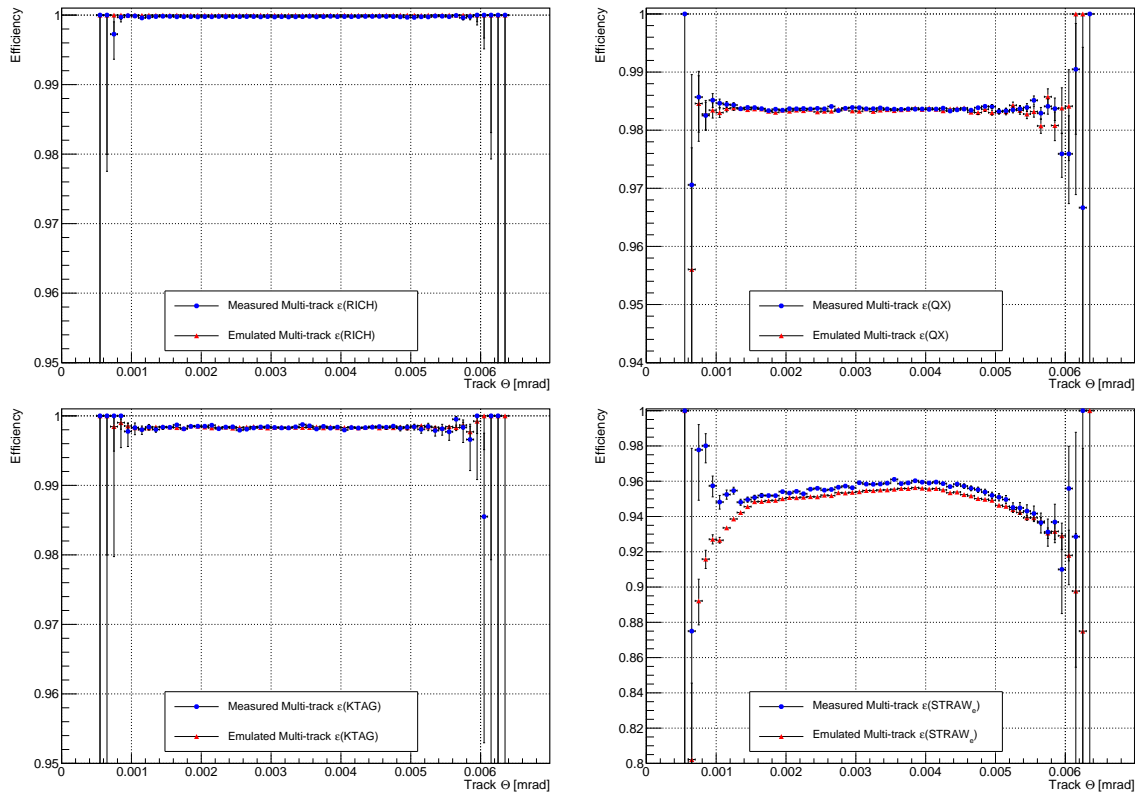 Efficiency
1
0.99
0.98
0.97
0.96
0.95
Measured Multi-track ε(RICH)
Emulated Multi-track ε(RICH)
0 0.001 0.002 0.003 0.004 0.005 0.006
Track Θ [mrad]
Efficiency
1
0.99
0.98
0.97
0.96
0.95
0.94
Measured Multi-track ε(QX)
Emulated Multi-track ε(QX)
0 0.001 0.002 0.003 0.004 0.005 0.006
Track Θ [mrad]
Efficiency
1
0.99
0.98
0.97
0.96
0.95
Measured Multi-track ε(KTAG)
Emulated Multi-track ε(KTAG)
0 0.001 0.002 0.003 0.004 0.005 0.006
Track Θ [mrad]
Efficiency
1
0.98
0.96
0.94
0.92
0.9
0.88
0.86
0.84
0.82
0.8
Measured Multi-track ε(STRAWₑ)
Emulated Multi-track ε(STRAWₑ)
0 0.001 0.002 0.003 0.004 0.005 0.006
Track Θ [mrad]